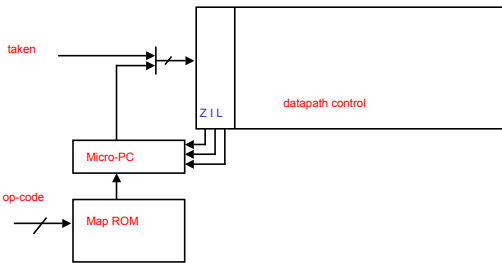 taken
Z I L
datapath control
Micro-PC
op-code
Map ROM